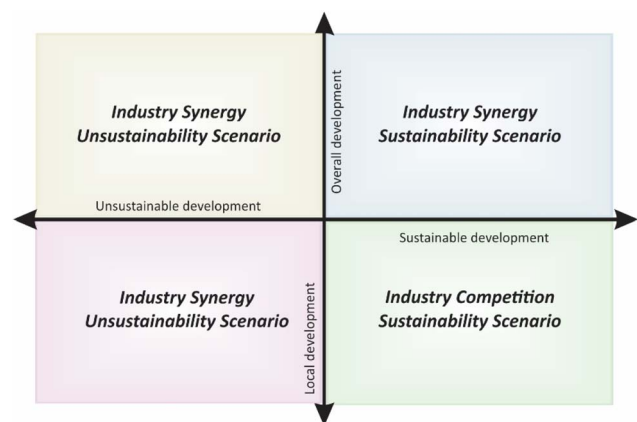 Industry Synergy
Unsustainability Scenario
Overall development
Industry Synergy
Sustainability Scenario
Unsustainable development
Sustainable development
Industry Synergy
Unsustainability Scenario
Local development
Industry Competition
Sustainability Scenario